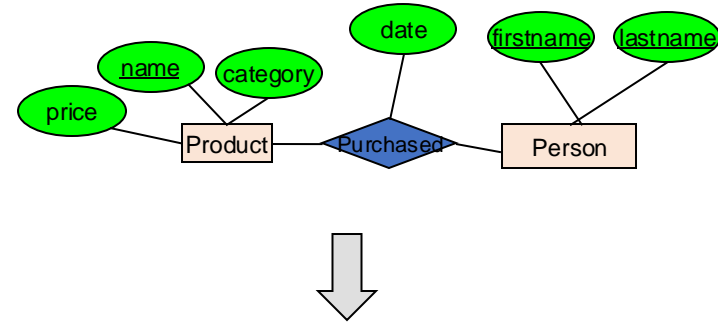 date
firstname
lastname
name
category
price
Product
Purchased
Person